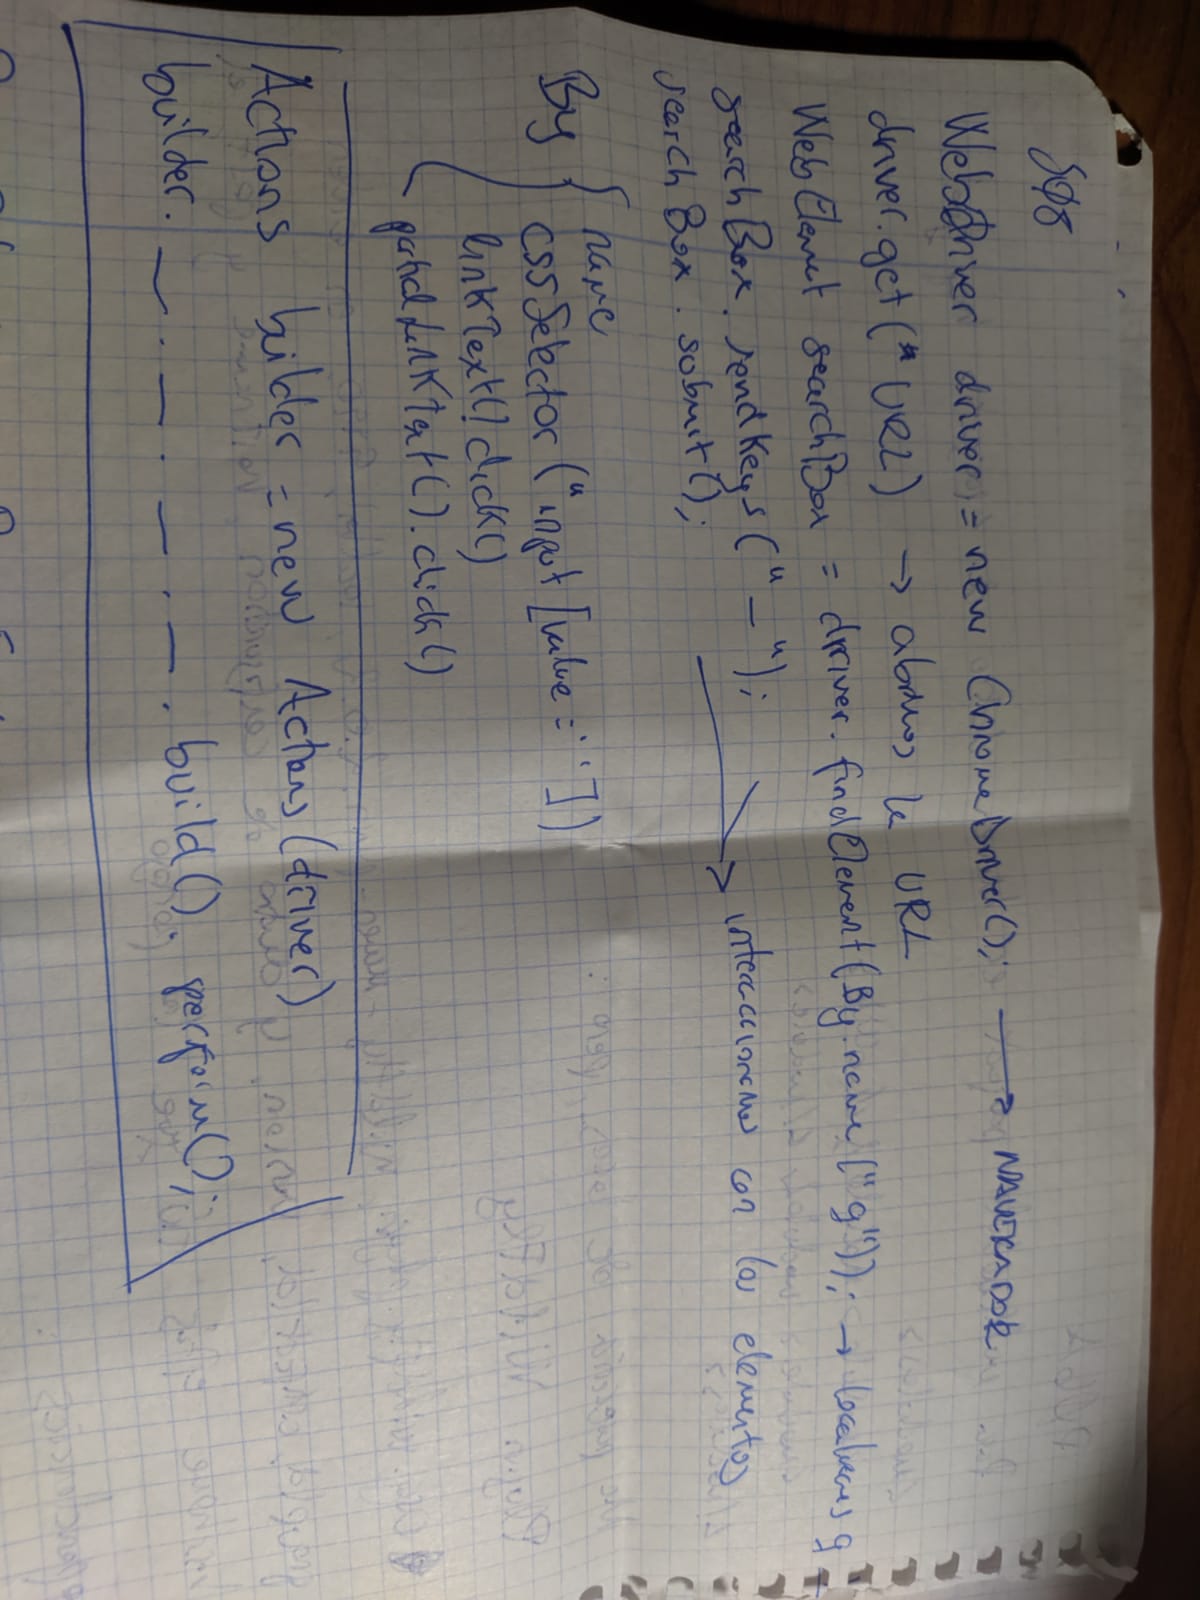 S08
WebDriver driver = new ChromeDriver(); → NAVEGADOR
driver.get(" URL) → abrimos la URL
WebElemet searchBox = driver.findElement(By.name("q")); → localizamos q
searchBox.sendKeys("—");
searchBox.submit();
→ interaccionamos con los elementos
By {
name
cssSelector("input[value=''])
linkText().click()
partialLinkText().click()
Actions builder = new Actions(driver)
builder. — . — . — . — . build(). perform();